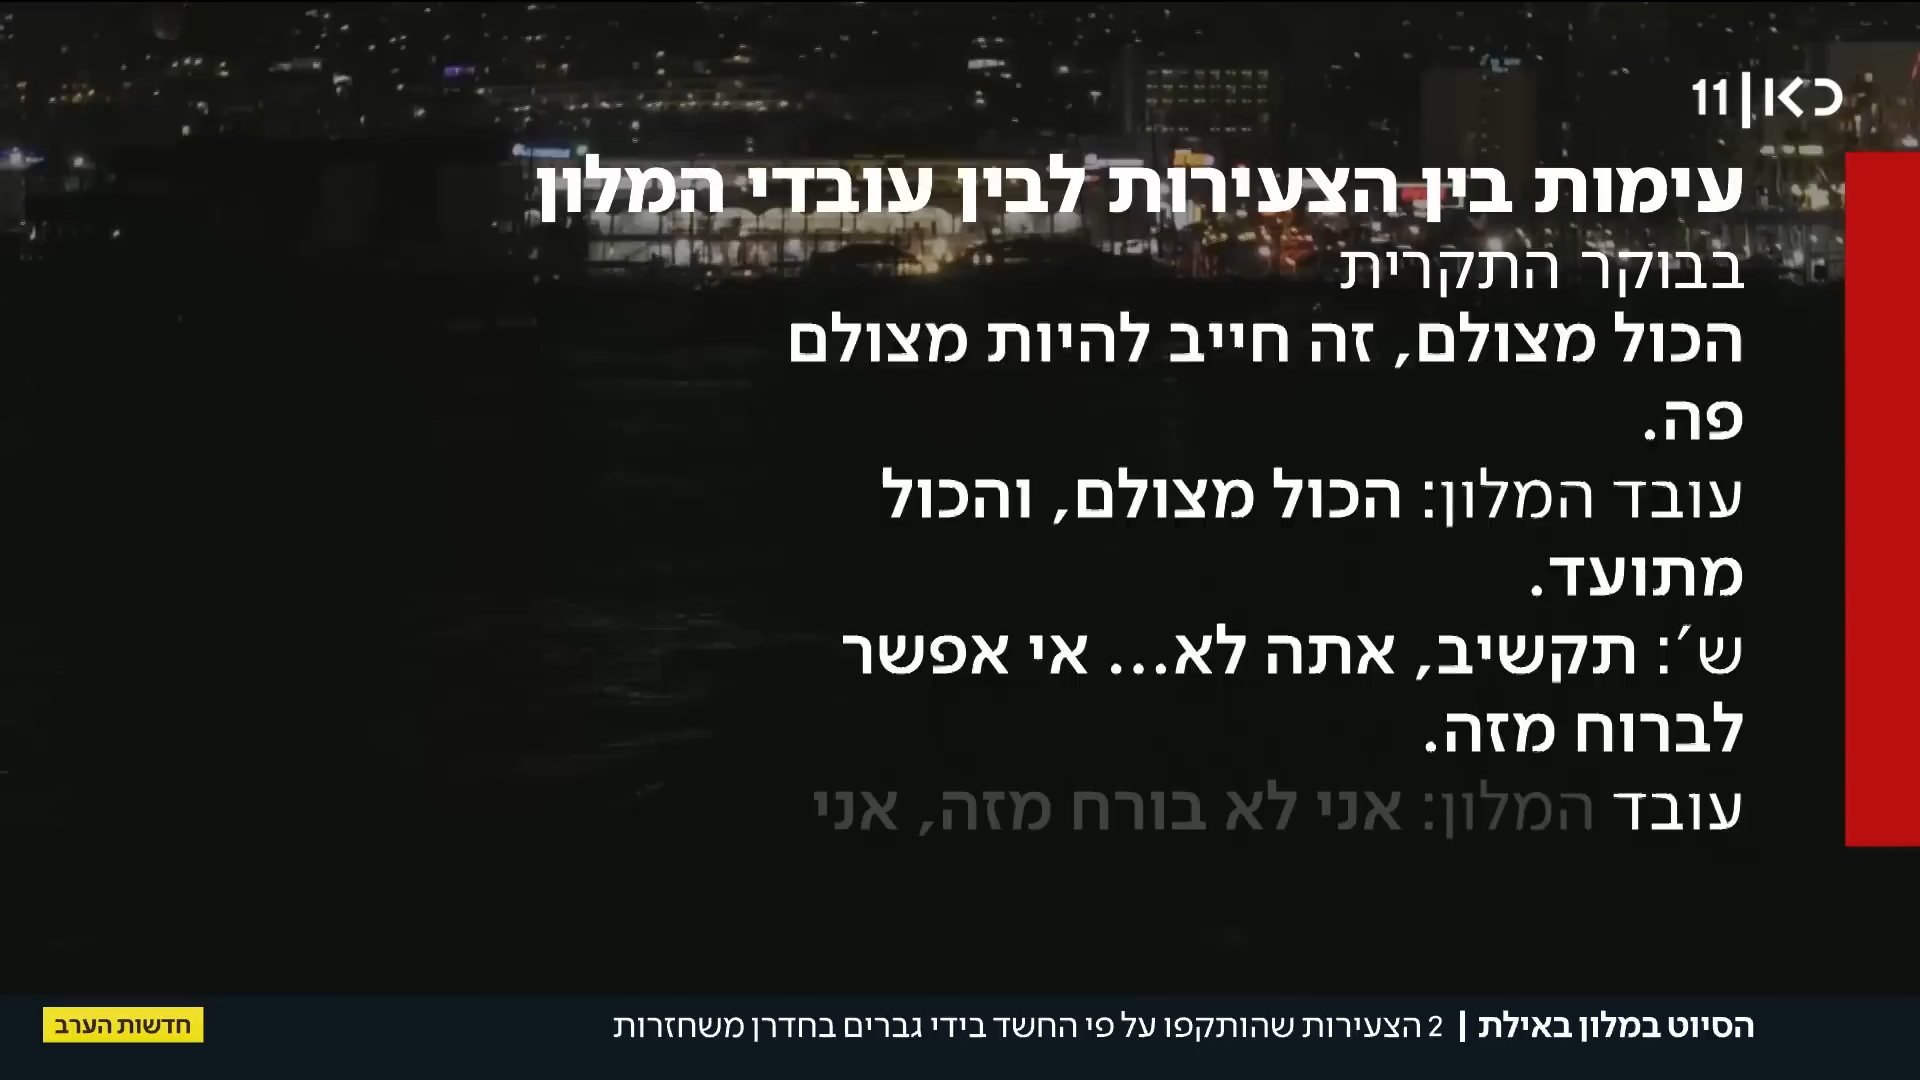 כאן 11
עימות בין הצעירות לבין עובדי המלון
בבוקר התקרית
הכול מצולם, זה חייב להיות מצולם
פה.
עובד המלון: הכול מצולם, והכול
מתועד.
ש': תקשיב, אתה לא... אי אפשר
לברוח מזה.
עובד המלון: אני לא בורח מזה, אני
הסיוט במלון באילת | 2 הצעירות שהותקפו על פי החשד בידי גברים בחדרן משחזרות
חדשות הערב